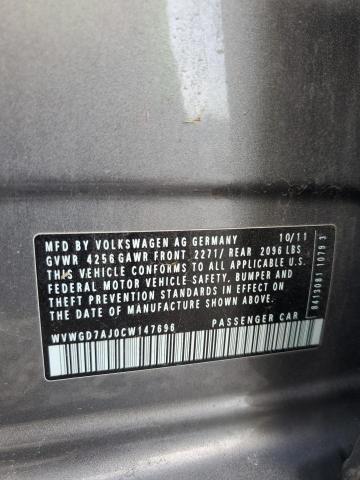 MFD BY VOLKSWAGEN AG GERMANY 10/11
GVWR 4256 GAWR FRONT 2271/ REAR 2096 LBS
THIS VEHICLE CONFORMS TO ALL APPLICABLE U.S.
FEDERAL MOTOR VEHICLE SAFETY, BUMPER AND
THEFT PREVENTION STANDARDS IN EFFECT ON
THE DATE OF MANUFACTURE SHOWN ABOVE
WVWGD7AJ0CW147696 PASSENGER CAR
8413081 10793